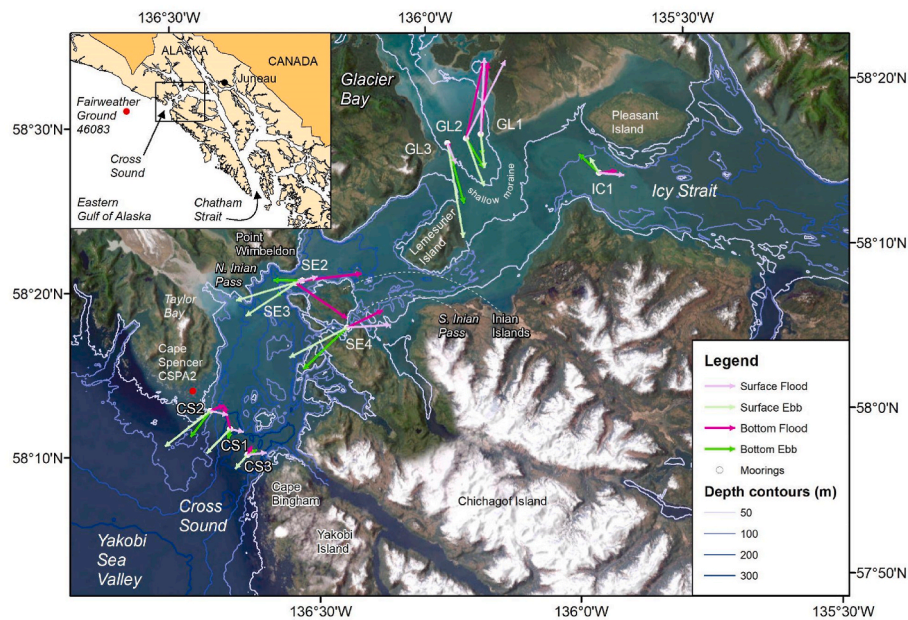 136°30'W
136°0'W
135°50'W
ALASKA
CANADA
Juneau
Fairweather
Ground
46083
Cross
Sound
Eastern
Gulf of Alaska
Chatham
Strait
Glacier
Bay
GL2
GL1
GL3
shallow moraine
Pleasant
Island
IC1
Icy Strait
Lemesurier
Island
58°20'N
58°30'N
58°10'N
58°20'N
58°0'N
58°10'N
57°50'N
Point
Wimbeldon
N. Inian
Pass
SE2
SE3
Taylor
Bay
SE4
S. Inian
Pass
Inian
Islands
Cape
Spencer
CSPA2
CS2
CS1
CS3
Cross
Sound
Cape
Bingham
Yakobi
Island
Yakobi
Sea
Valley
Chichagof Island
Legend
Surface Flood
Surface Ebb
Bottom Flood
Bottom Ebb
Moorings
Depth contours (m)
50
100
200
300
136°30'W
136°0'W
135°30'W